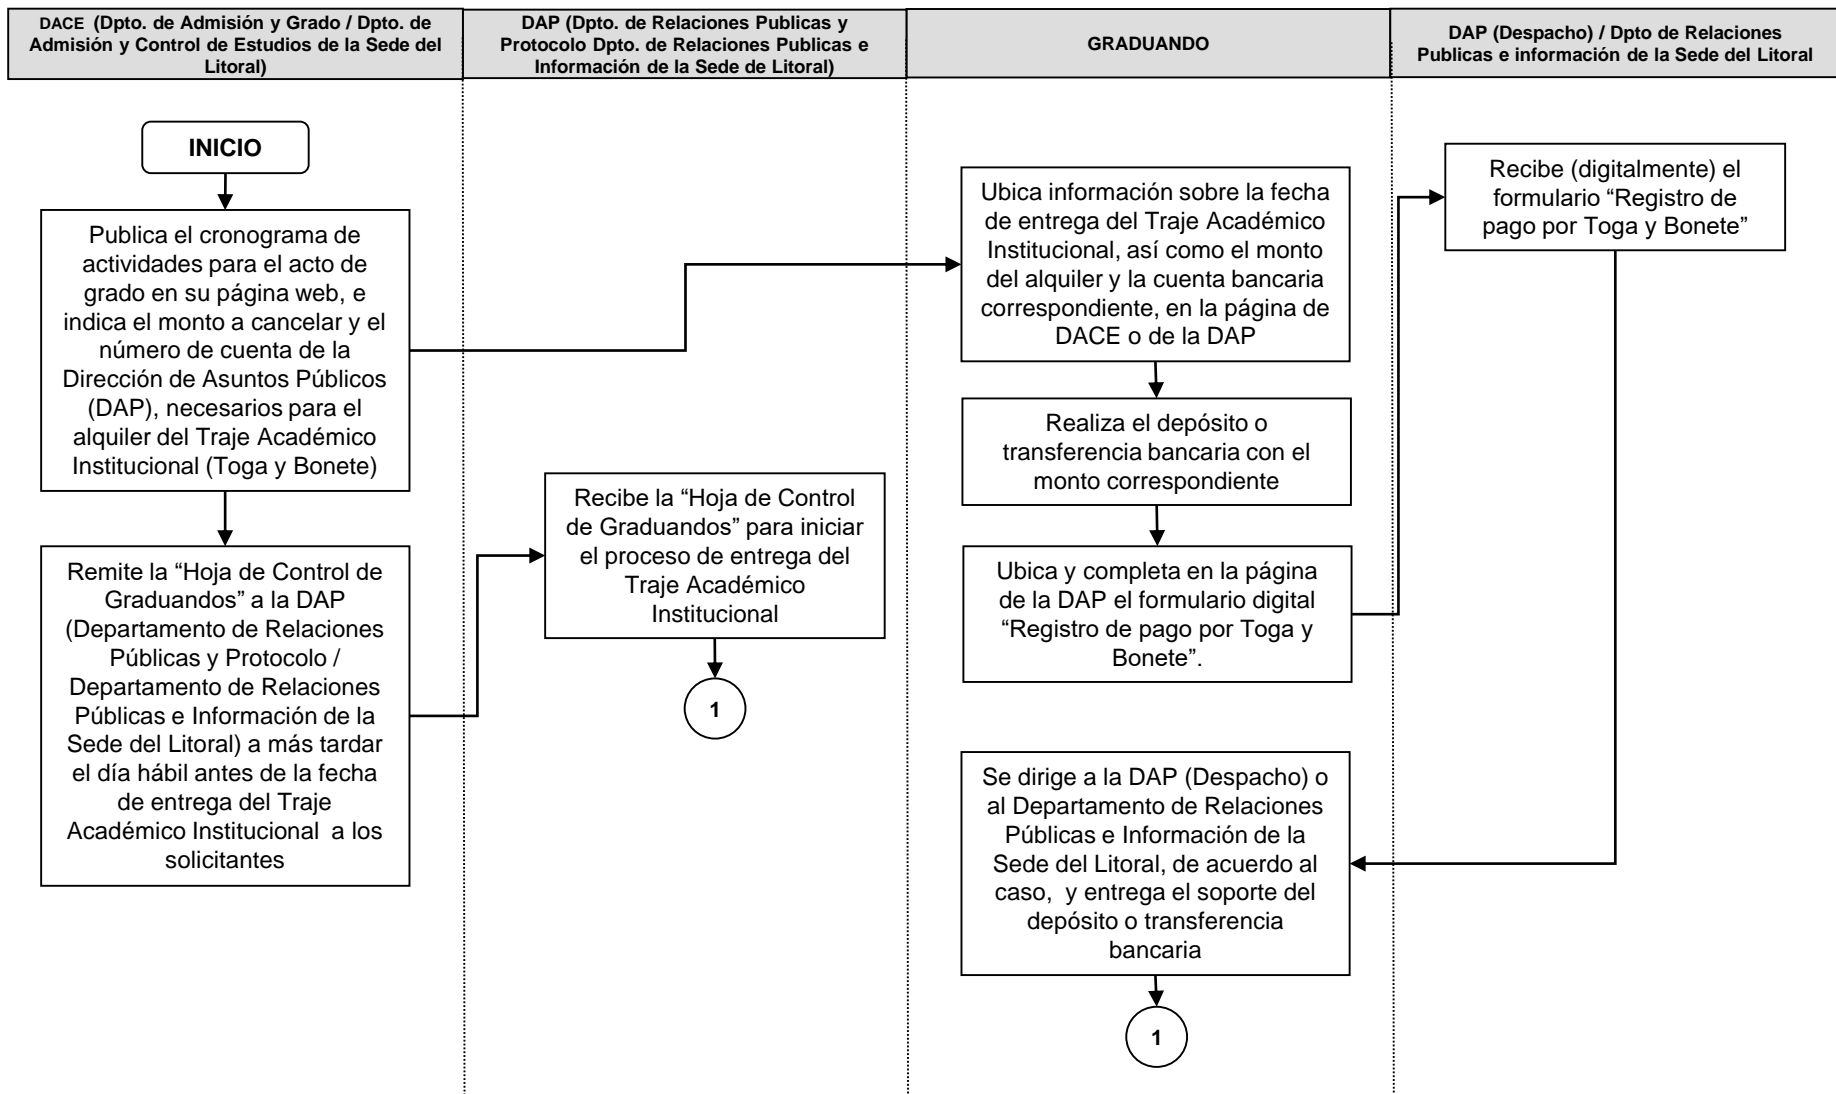 DACE (Dpto. de Admisión y Grado / Dpto. de
Admisión y Control de Estudios de la Sede del
Litoral)
DAP (Dpto. de Relaciones Publicas y
Protocolo Dpto. de Relaciones Publicas e
Información de la Sede de Litoral)
GRADUANDO
DAP (Despacho) / Dpto de Relaciones
Publicas e información de la Sede del Litoral
INICIO
Publica el cronograma de
actividades para el acto de
grado en su página web, e
indica el monto a cancelar y el
número de cuenta de la
Dirección de Asuntos Públicos
(DAP), necesarios para el
alquiler del Traje Académico
Institucional (Toga y Bonete)
Remite la “Hoja de Control de
Graduandos” a la DAP
(Departamento de Relaciones
Públicas y Protocolo /
Departamento de Relaciones
Públicas e Información de la
Sede del Litoral) a más tardar
el día hábil antes de la fecha
de entrega del Traje
Académico Institucional a los
solicitantes
Recibe la “Hoja de Control
de Graduandos” para iniciar
el proceso de entrega del
Traje Académico
Institucional
1
Ubica información sobre la fecha
de entrega del Traje Académico
Institucional, así como el monto
del alquiler y la cuenta bancaria
correspondiente, en la página de
DACE o de la DAP
Realiza el depósito o
transferencia bancaria con el
monto correspondiente
Ubica y completa en la página
de la DAP el formulario digital
“Registro de pago por Toga y
Bonete”.
Se dirige a la DAP (Despacho) o
al Departamento de Relaciones
Públicas e Información de la
Sede del Litoral, de acuerdo al
caso, y entrega el soporte del
depósito o transferencia
bancaria
1
Recibe (digitalmente) el
formulario “Registro de
pago por Toga y Bonete”